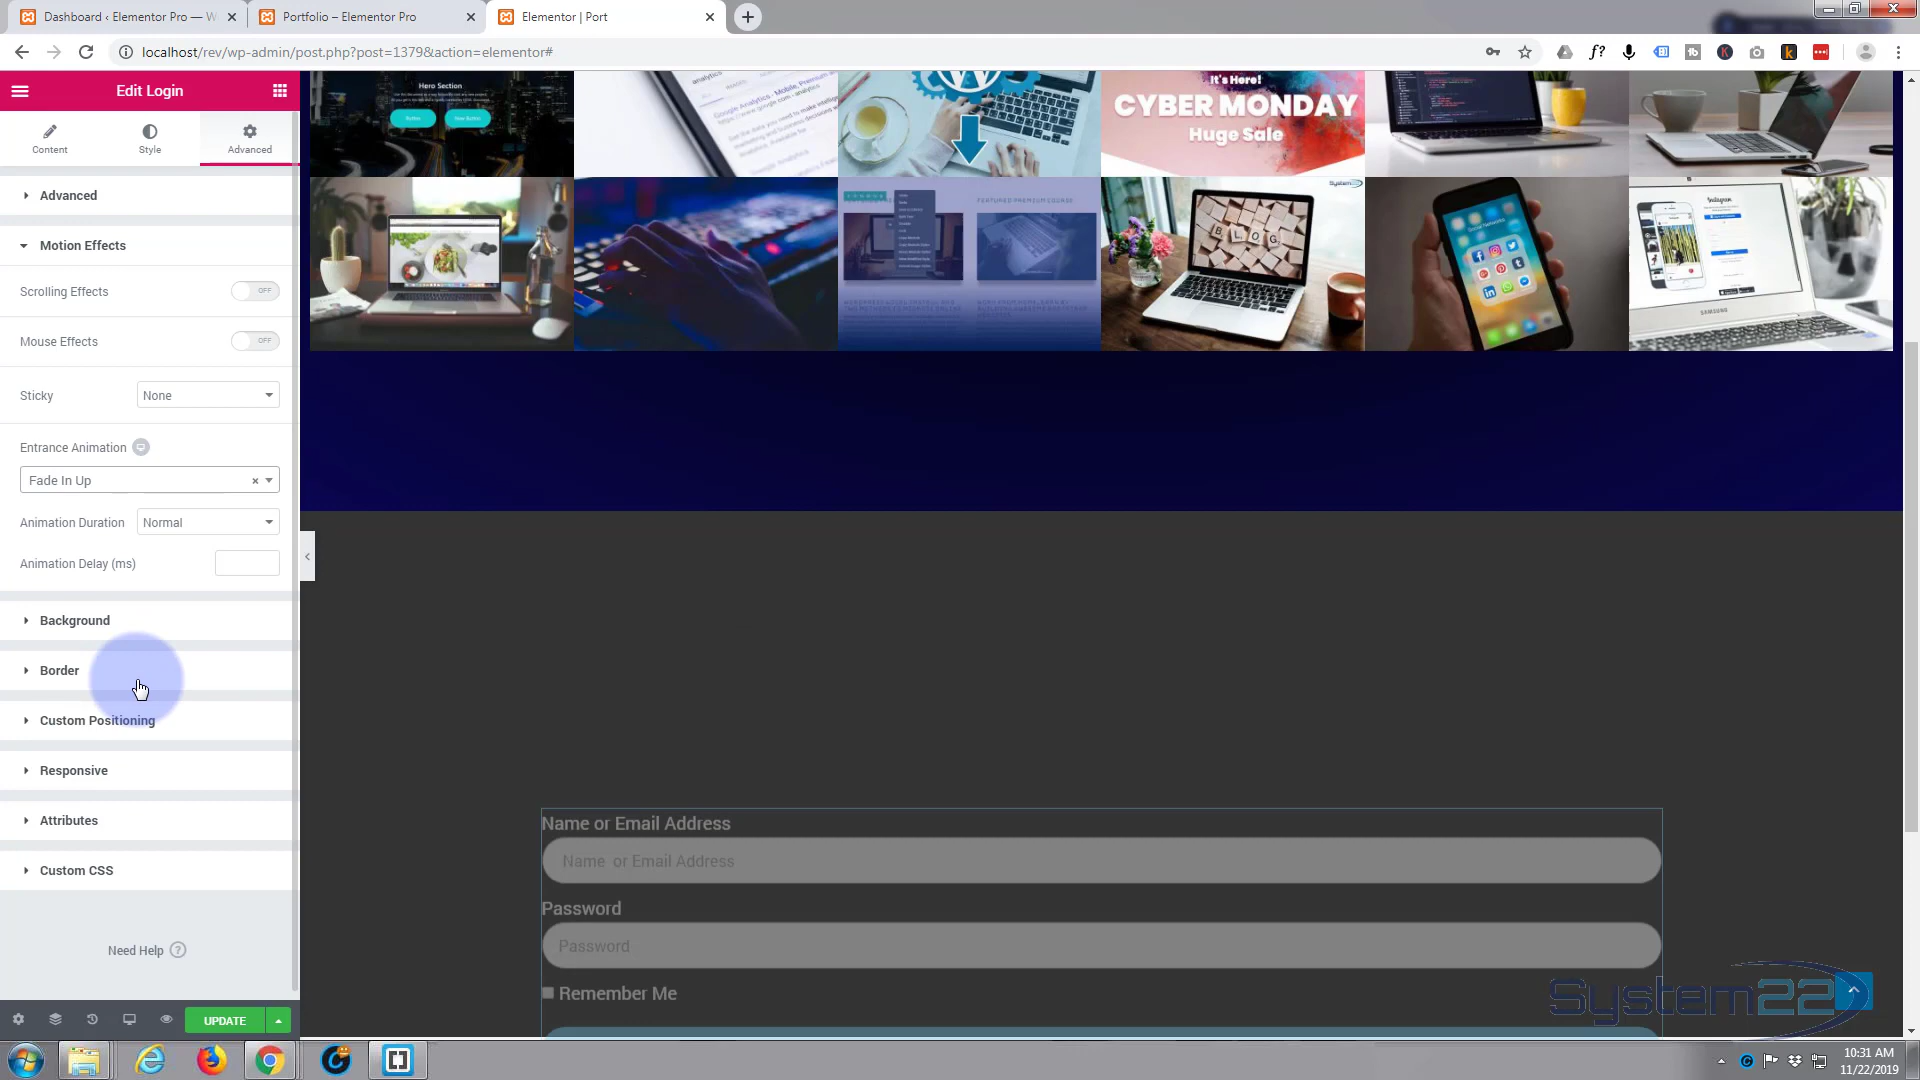 Dashboard ‹ Elementor Pro — W
Portfolio – Elementor Pro
Elementor | Port
localhost/rev/wp-admin/post.php?post=1379&action=elementor#
Edit Login
Content
Style
Advanced
Advanced
Motion Effects
Scrolling Effects
OFF
Mouse Effects
OFF
Sticky
None
Entrance Animation
Fade In Up
Animation Duration
Normal
Animation Delay (ms)
Background
Border
Custom Positioning
Responsive
Attributes
Custom CSS
Need Help
UPDATE
Hero Section
It's Here!
CYBER MONDAY
Huge Sale
BLOG
System22
Instagram
SAMSUNG
Name or Email Address
Name or Email Address
Password
Password
Remember Me
System22
10:31 AM
11/22/2019